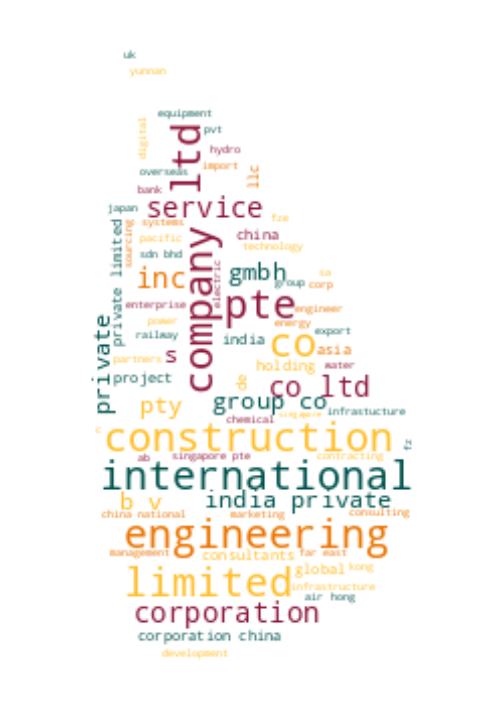 uk
yunnan
equipment
digital
ltd
pvt
hydro
overseas
import
llc
bank
japan
service
fze
sourcing
systems
pacific
china
technology
private limited
sdn bhd
company
inc
gmbh
electric
group
sa
corp
enterprise
pte
engineer
power
energy
railway
india
co
export
private
partners
s
asia
holding
water
project
de
co ltd
pty
group co
infrastucture
chemical
singapore
c
construction
fz
ab
singapore pte
contracting
international
b v
india private
china national
marketing
consulting
engineering
management
consultants
far east
global
kong
limited
infrastructure
air hong
corporation
corporation china
development